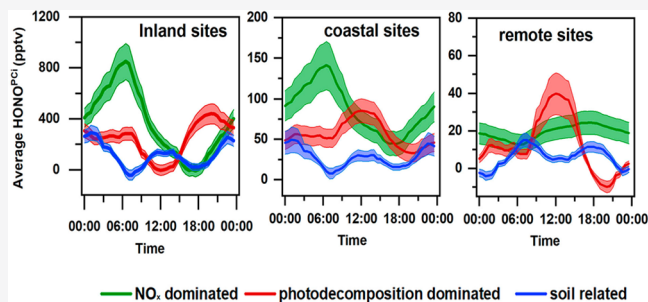 Inland sites
coastal sites
remote sites
Average HONOᴾᶜⁱ (pptv)
1200
800
400
0
200
150
100
50
0
80
60
40
20
0
00:00 06:00 12:00 18:00 00:00
00:00 06:00 12:00 18:00 00:00
00:00 06:00 12:00 18:00 00:00
Time
Time
Time
NOₓ dominated
photodecomposition dominated
soil related